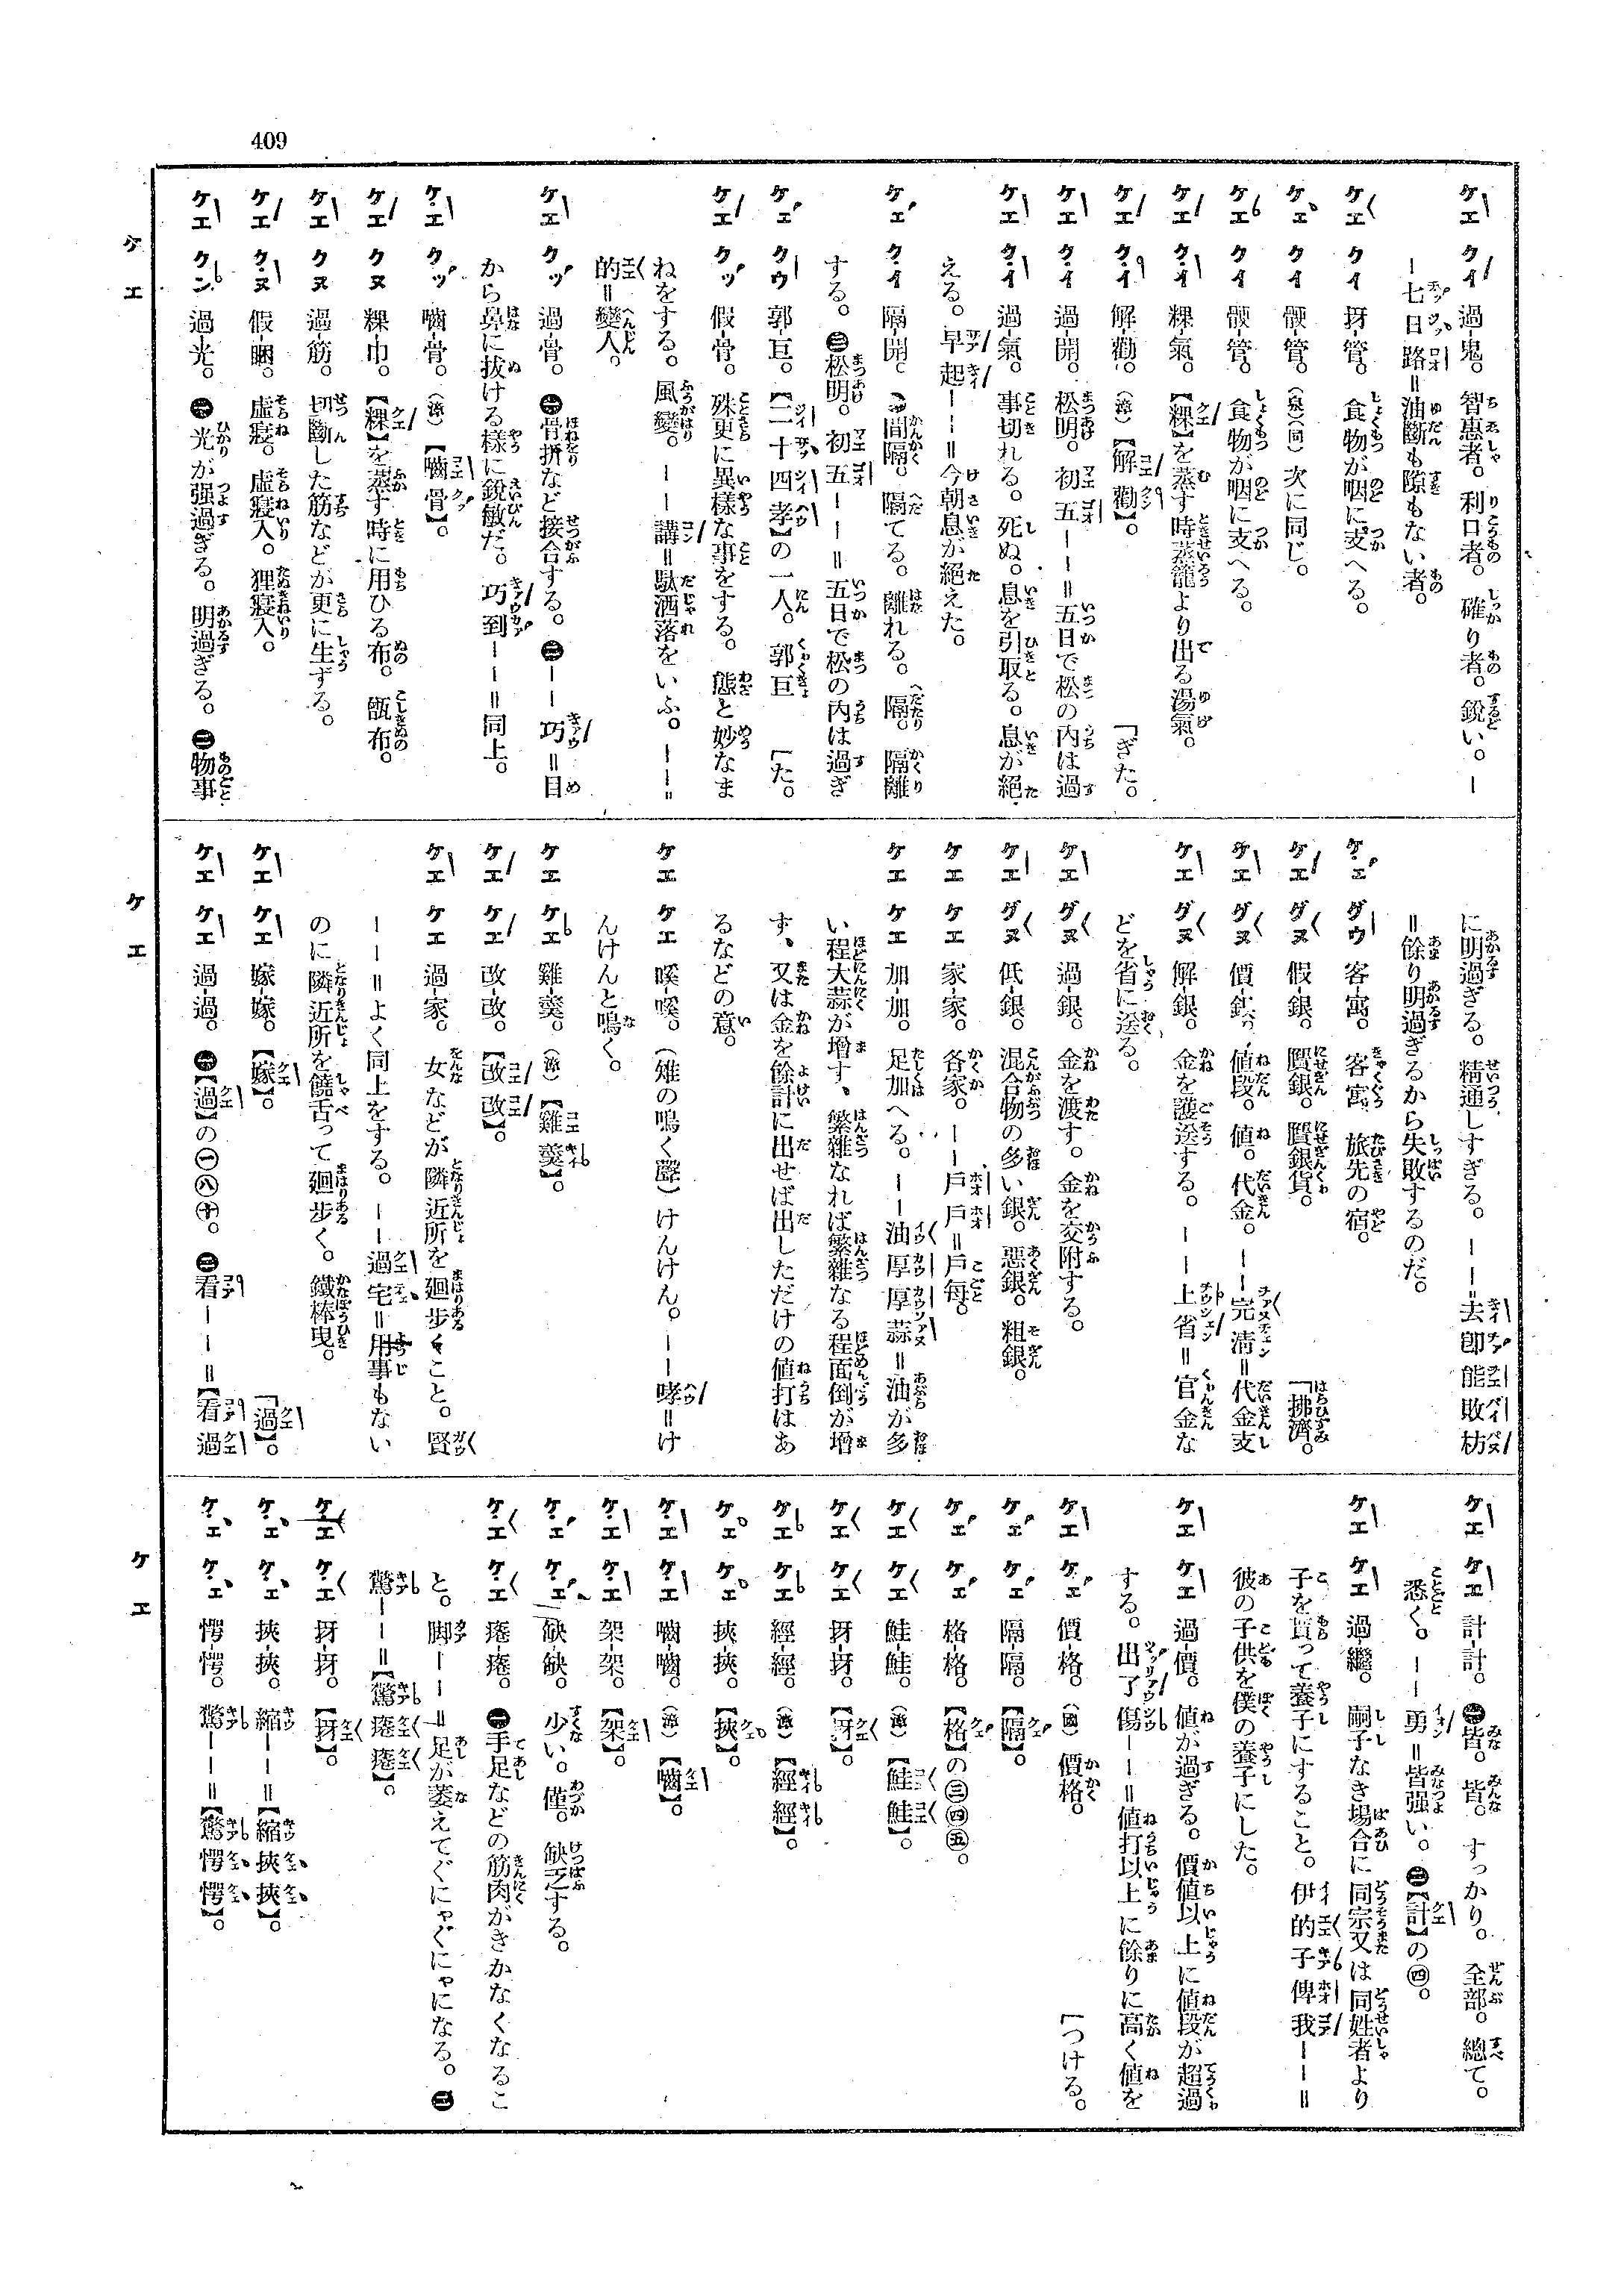 409
ケエ クイ 過-鬼。 智惠者。利口者。確り者。銳い。—
—七日路＝油斷も隙もない者。
ケエ クイ 挜-管。 食物が咽に支へる。
ケエ クイ 骾-管。 (泉)(同)次に同じ。
ケエ クイ 骾-管。 食物が咽に支へる。
ケエ クイ 粿-氣。 【粿】を蒸す時蒸籠より出る湯氣。
ケエ クイ 解-勸。 (漳)【解勸】。 「ぎた。
ケエ クイ 過-開。 松明。初五——＝五日で松の內は過
ケエ クイ 過-氣。 事切れる。死ぬ。息を引取る。息が絕
える。早起——＝今朝息が絕えた。
ケエ クイ 隔-開。 ㊀間隔。隔てる。離れる。隔。隔離
する。㊁松明。初五——＝五日で松の內は過ぎ
ケエ クウ 郭-巨。 【二十四孝】の一人。郭巨 「た。
ケエ クッ 假-骨。 殊更に異樣な事をする。態と妙なま
ねをする。風變。——講＝駄洒落をいふ。——＝
的＝變人。
ケエ クッ 過-骨。 ㊀骨拼など接合する。㊁——巧＝目
から鼻に拔ける樣に銳敏だ。巧到——＝同上。
ケエ クッ 嚙-骨。 (漳)【嚙骨】。
ケエ クヌ 粿-巾。 【粿】を蒸す時に用ひる布。甑布。
ケエ クヌ 過-筋。 切斷した筋などが更に生ずる。
ケエ クヌ 假-睏。 虛寢。虛寢入。狸寢入。
ケエ クン 過-光。 ㊀光が强過ぎる。明過ぎる。㊁物事
に明過ぎる。精通しすぎる。——＝去卽能敗枋
＝餘り明過ぎるから失敗するのだ。
ケエ グウ 客-寓。 客寓。旅先の宿。
ケエ グヌ 假-銀。 贋銀。贋銀貨。 「拂濟。
ケエ グヌ 價-銀。 値段。値。代金。——完淸＝代金支
ケエ グヌ 解-銀。 金を護送する。——上省＝官金な
どを省に送る。
ケエ グヌ 過-銀。 金を渡す。金を交附する。
ケエ グヌ 低-銀。 混合物の多い銀。惡銀。粗銀。
ケエ ケエ 家-家。 各家。——戶戶＝戶每。
ケエ ケエ 加-加。 足加へる。——油厚厚蒜＝油が多
い程大蒜が增す、繁雜なれば繁雜なる程面倒が增
す、又は金を餘計に出せば出しただけの値打はあ
るなどの意。
ケエ ケエ 嗘-嗘。 (雉の鳴く聲)けんけん。——哮＝け
んけんと鳴く。
ケエ ケエ 雞-羹。 (漳)【雞羹】。
ケエ ケエ 改-改。 【改改】。
ケエ ケエ 過-家。 女などが隣近所を廻步くこと。賢
——＝よく同上をする。——過宅＝用事もない
のに隣近所を饒舌って廻步く。鐵棒曳。
ケエ ケエ 嫁-嫁。 【嫁】。 「過】。
ケエ ケエ 過-過。 ㊀【過】の㊀㊇㊉。㊁看——＝【看過
ケエ ケエ 計-計。 ㊀皆。皆。すっかり。全部。總て。
悉く。——勇＝皆强い。㊁【計】の㊃。
ケエ ケエ 過-繼。 嗣子なき場合に同宗又は同姓者より
子を貰って養子にすること。伊的子俾我——＝
彼の子供を僕の養子にした。
ケエ ケエ 過-價。 値が過ぎる。價値以上に値段が超過
する。出了傷——＝値打以上に餘りに高く値を
ケエ ケエ 價-格。 (國)價格。 「つける。
ケエ ケエ 隔-隔。 【隔】。
ケエ ケエ 格-格。 【格】の㊂㊃㊄。
ケエ ケエ 鮭-鮭。 (漳)【鮭鮭】。
ケエ ケエ 挜-挜。 【挜】。
ケエ ケエ 經-經。 (漳)【經經】。
ケエ ケエ 挾-挾。 【挾】。
ケエ ケエ 嚙-嚙。 (漳)【嚙】。
ケエ ケエ 架-架。 【架】。
ケエ ケエ 缺-缺。 少い。僅。缺乏する。
ケエ ケエ 㾀-㾀。 ㊀手足などの筋肉がきかなくなるこ
と。脚——＝足が萎えてぐにゃぐにゃになる。㊁
驚——＝【驚㾀㾀】。
ケエ ケエ 挜-挜。 【挜】。
ケエ ケエ 挾-挾。 縮——＝【縮挾挾】。
ケエ ケエ 愕-愕。 驚——＝【驚愕愕】。
ケエ
ケエ
ケエ